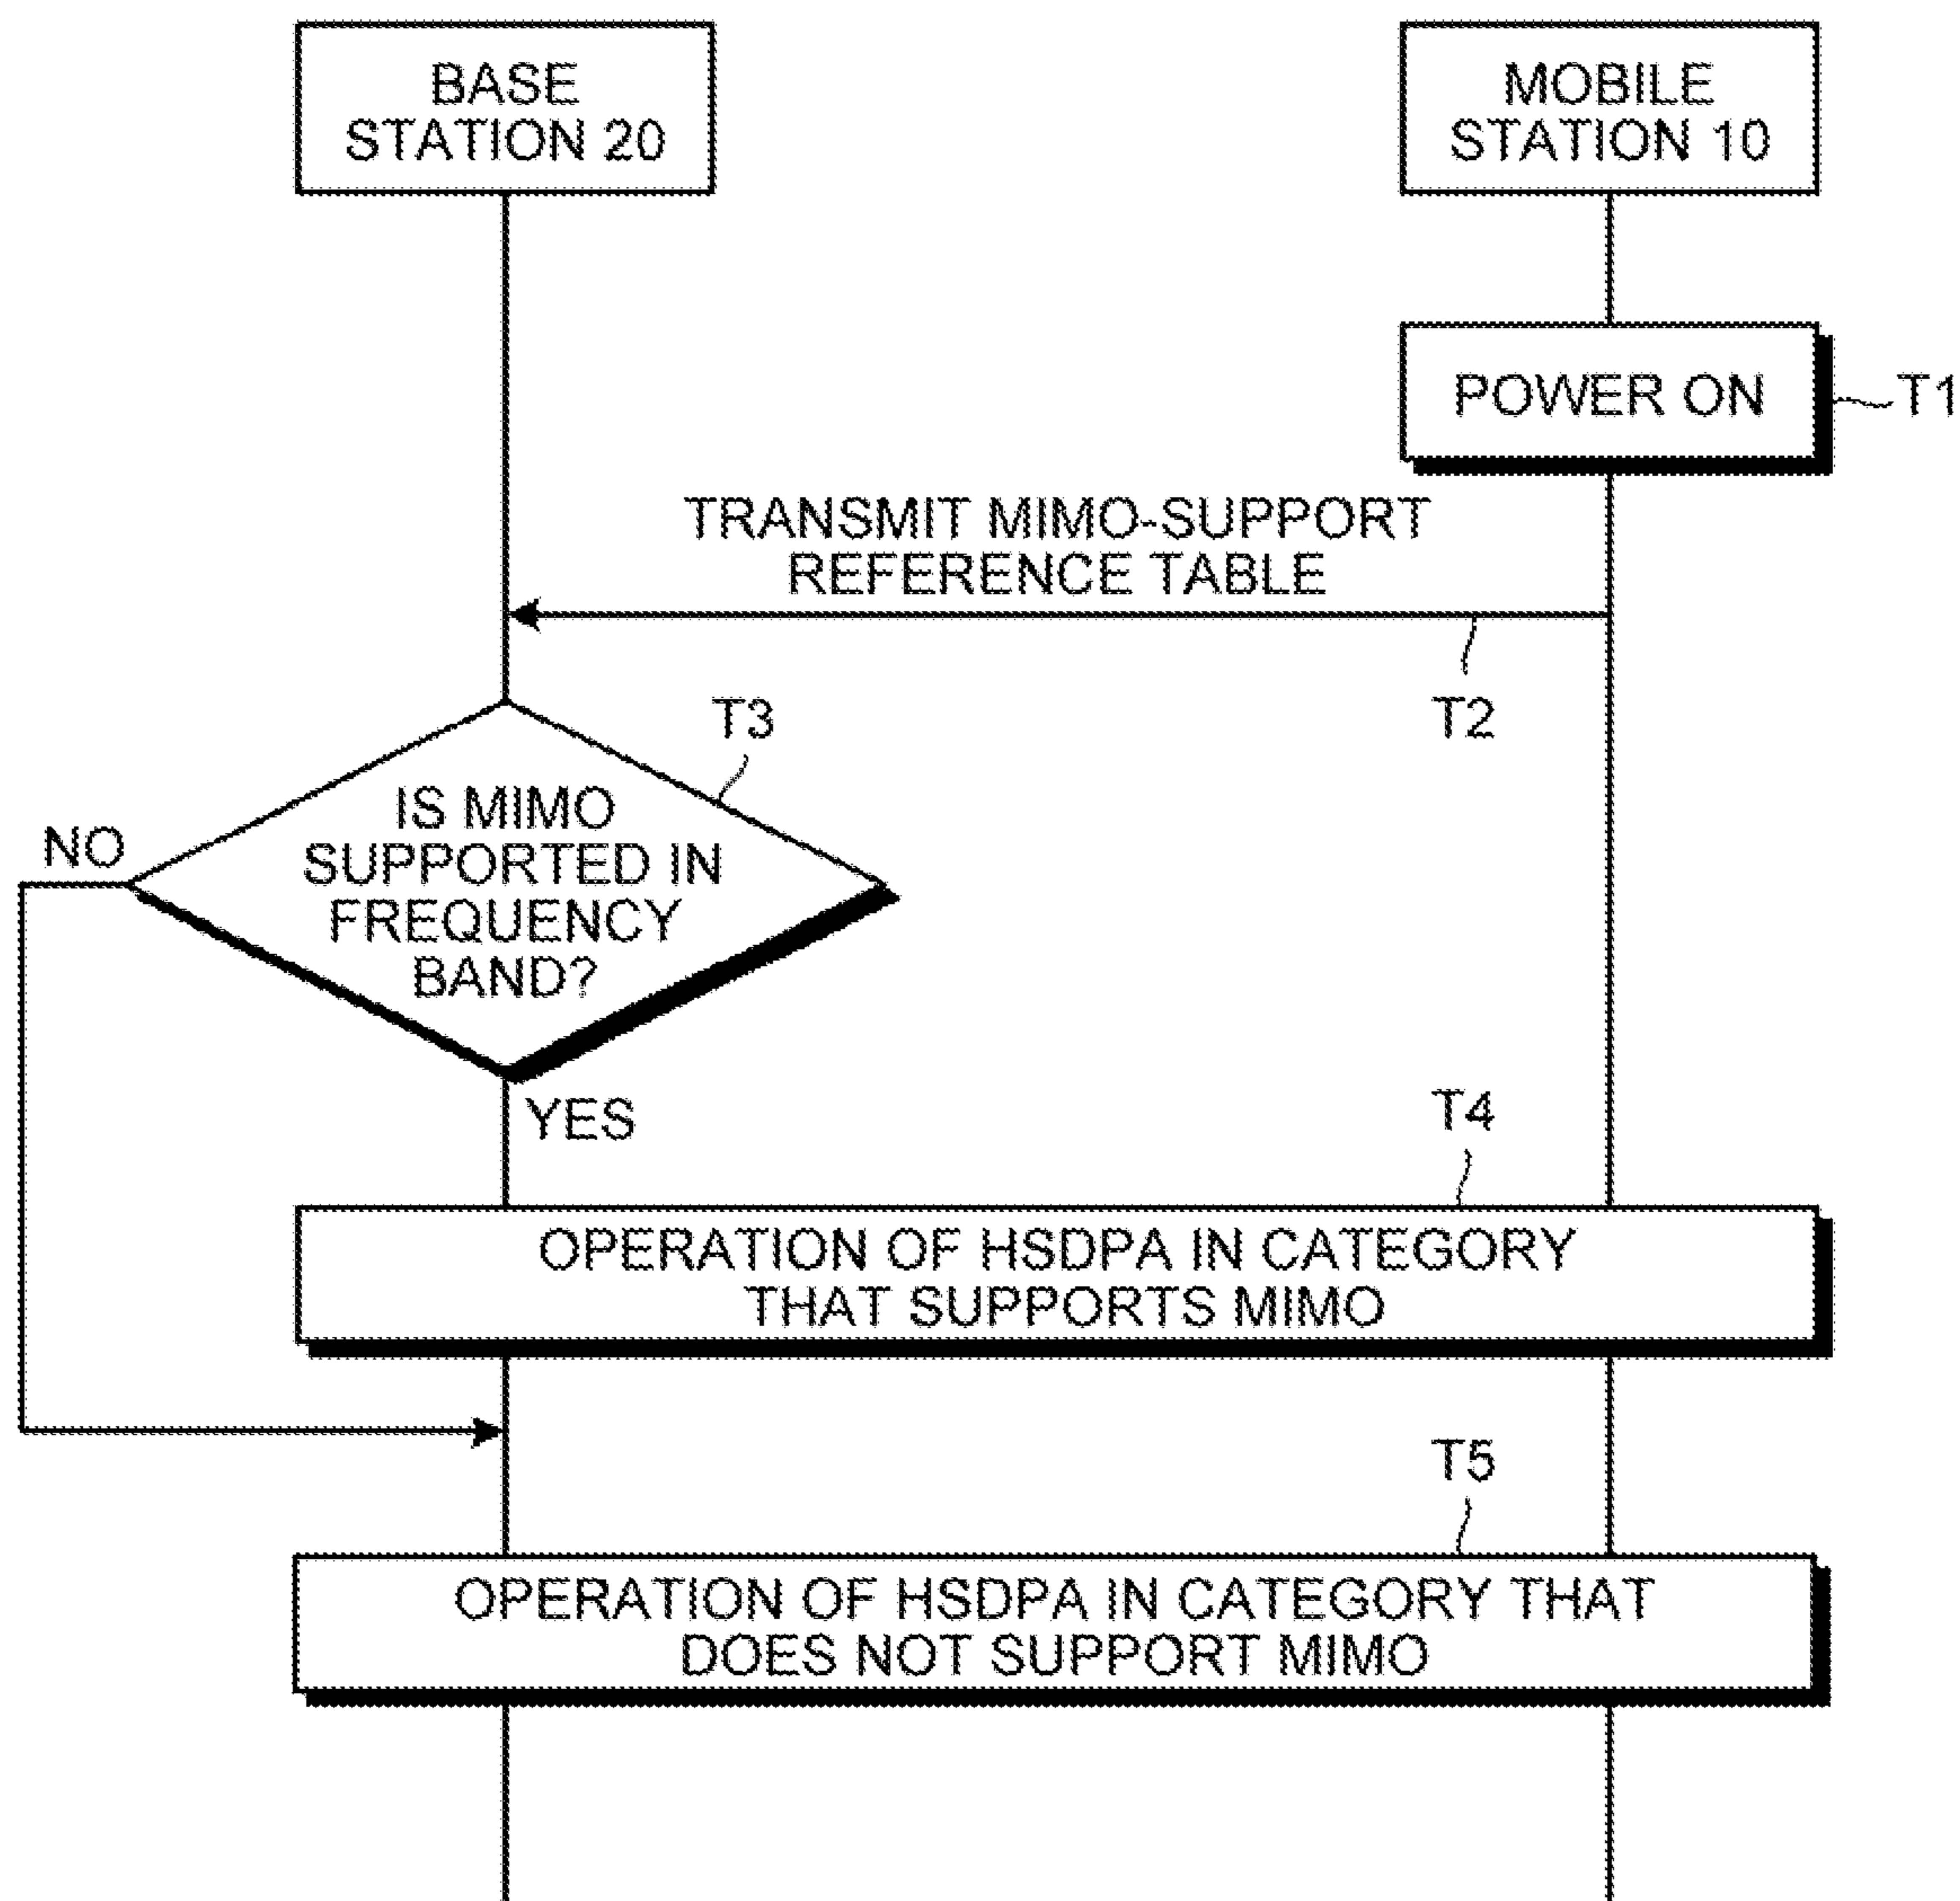 BASE
STATION 20
MOBILE
STATION 10
POWER ON
T1
TRANSMIT MIMO-SUPPORT
REFERENCE TABLE
T2
T3
IS MIMO
SUPPORTED IN
FREQUENCY
BAND?
NO
YES
T4
OPERATION OF HSDPA IN CATEGORY
THAT SUPPORTS MIMO
T5
OPERATION OF HSDPA IN CATEGORY THAT
DOES NOT SUPPORT MIMO